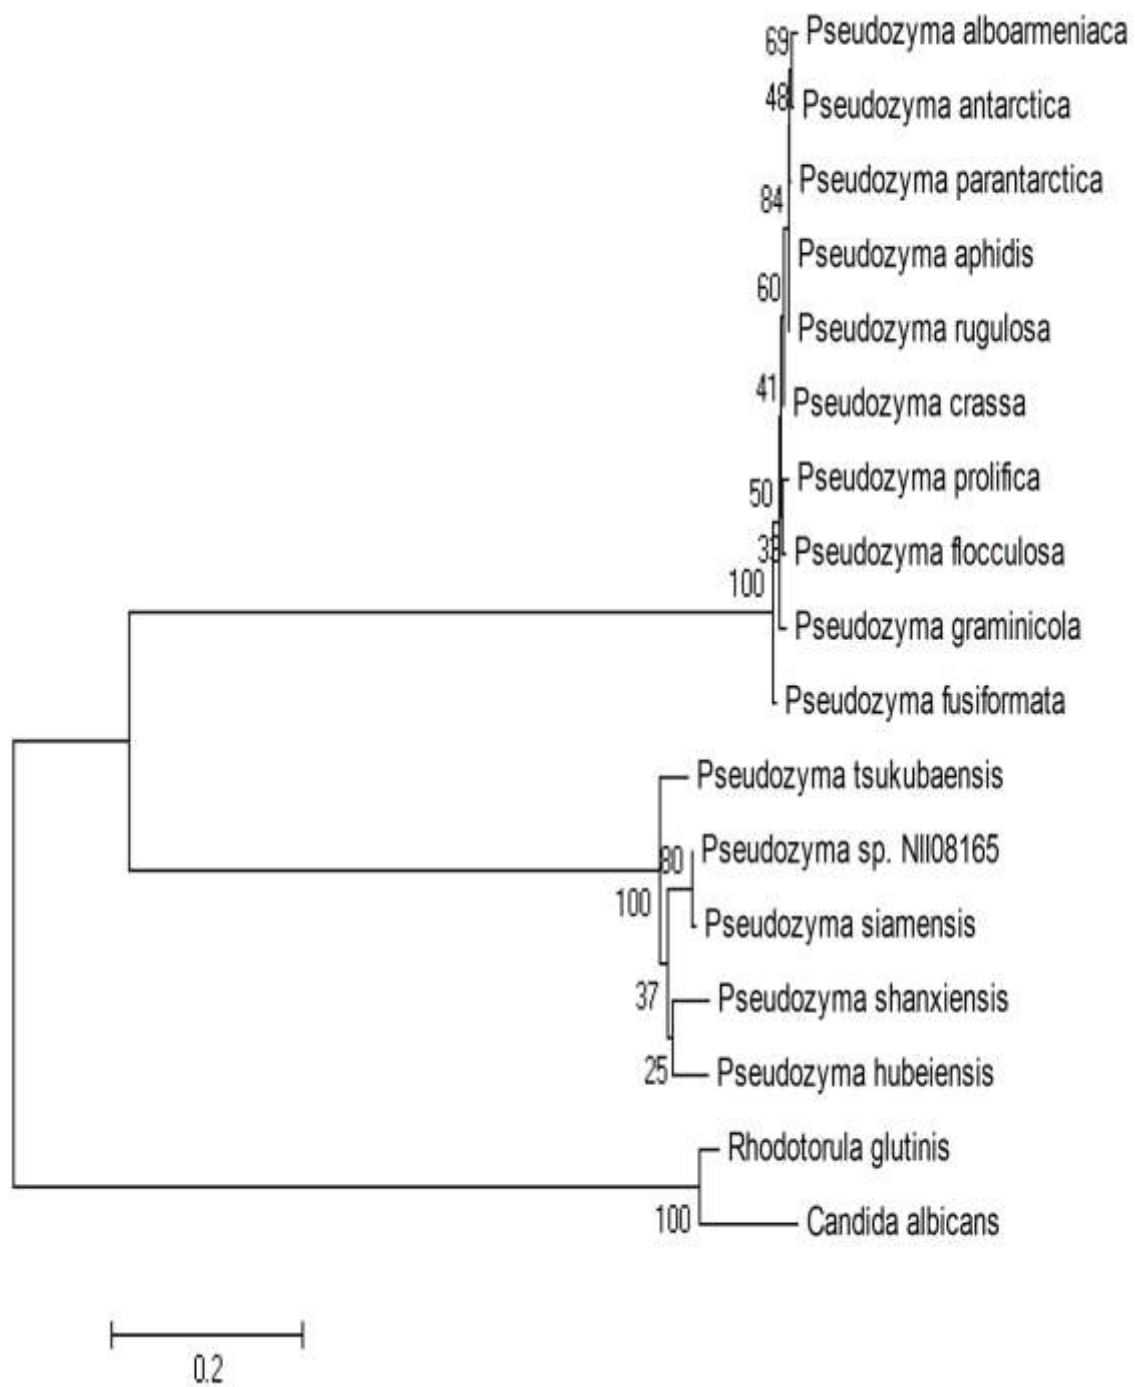 69
Pseudozyma alboarmeniaca
48
Pseudozyma antarctica
Pseudozyma parantarctica
84
Pseudozyma aphidis
60
Pseudozyma rugulosa
41
Pseudozyma crassa
Pseudozyma prolifica
50
Pseudozyma flocculosa
100
Pseudozyma graminicola
Pseudozyma fusiformata
Pseudozyma tsukubaensis
Pseudozyma sp. NII08165
100
Pseudozyma siamensis
37
Pseudozyma shanxiensis
25
Pseudozyma hubeiensis
Rhodotorula glutinis
100
Candida albicans
0.2